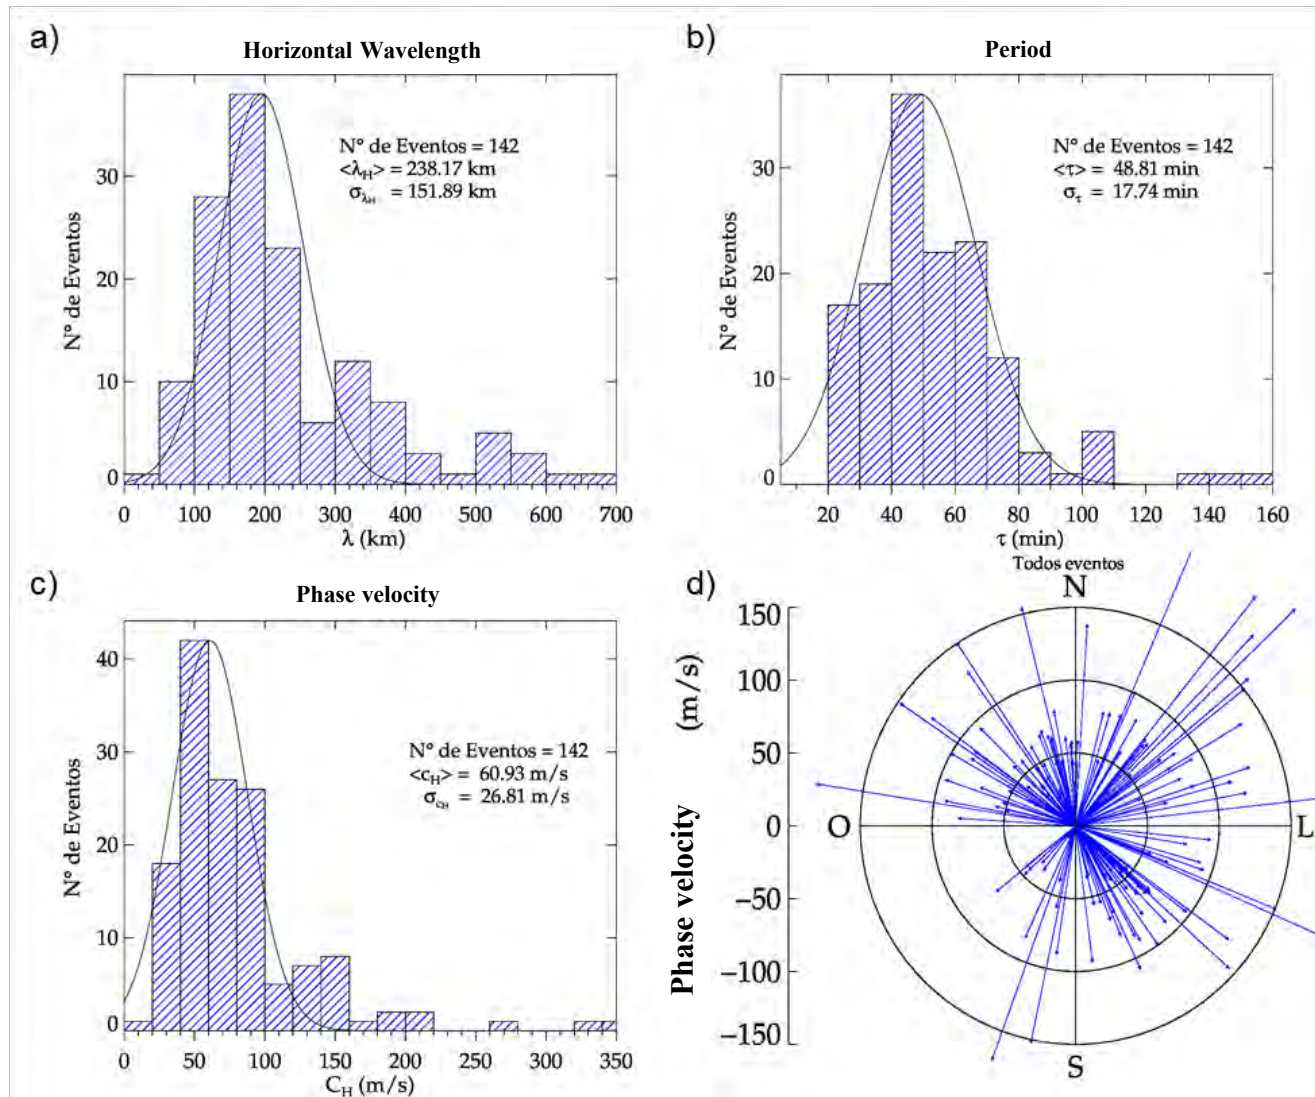 a)
Horizontal Wavelength
N° de Eventos = 142
<λH> = 238.17 km
σλH = 151.89 km
N° de Eventos
30
20
10
0
0 100 200 300 400 500 600 700
λ (km)
b)
Period
N° de Eventos = 142
<τ> = 48.81 min
στ = 17.74 min
N° de Eventos
30
20
10
0
20 40 60 80 100 120 140 160
τ (min)
c)
Phase velocity
N° de Eventos = 142
<cH> = 60.93 m/s
σcH = 26.81 m/s
N° de Eventos
40
30
20
10
0
0 50 100 150 200 250 300 350
CH (m/s)
d)
Todos eventos
N
O
L
S
Phase velocity (m/s)
150
100
50
0
−50
−100
−150